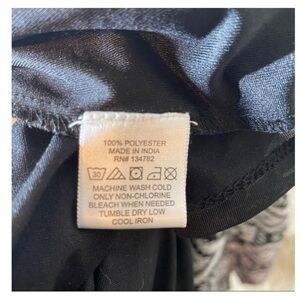 100% POLYESTER
MADE IN INDIA
RN# 134782
30
MACHINE WASH COLD
ONLY NON-CHLORINE
BLEACH WHEN NEEDED
TUMBLE DRY LOW
COOL IRON